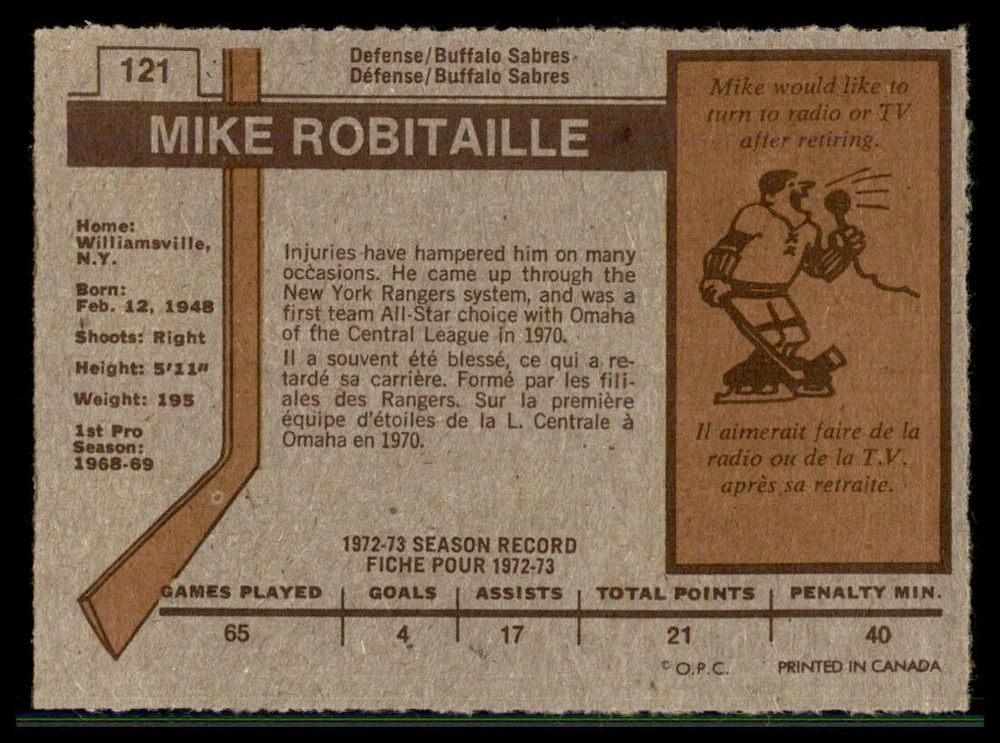 121
Defense/Buffalo Sabres
Défense/Buffalo Sabres
MIKE ROBITAILLE
Home:
Williamsville,
N.Y.
Born:
Feb. 12, 1948
Shoots: Right
Height: 5'11"
Weight: 195
1st Pro
Season:
1968-69
Injuries have hampered him on many
occasions. He came up through the
New York Rangers system, and was a
first team All-Star choice with Omaha
of the Central League in 1970.
Il a souvent été blessé, ce qui a re-
tardé sa carrière. Formé par les fili-
ales des Rangers. Sur la première
équipe d'étoiles de la L. Centrale à
Omaha en 1970.
Mike would like to
turn to radio or TV
after retiring.
Il aimerait faire de la
radio ou de la T.V.
après sa retraite.
1972-73 SEASON RECORD
FICHE POUR 1972-73
GAMES PLAYED GOALS ASSISTS TOTAL POINTS PENALTY MIN.
65 4 17 21 40
© O.P.C. PRINTED IN CANADA